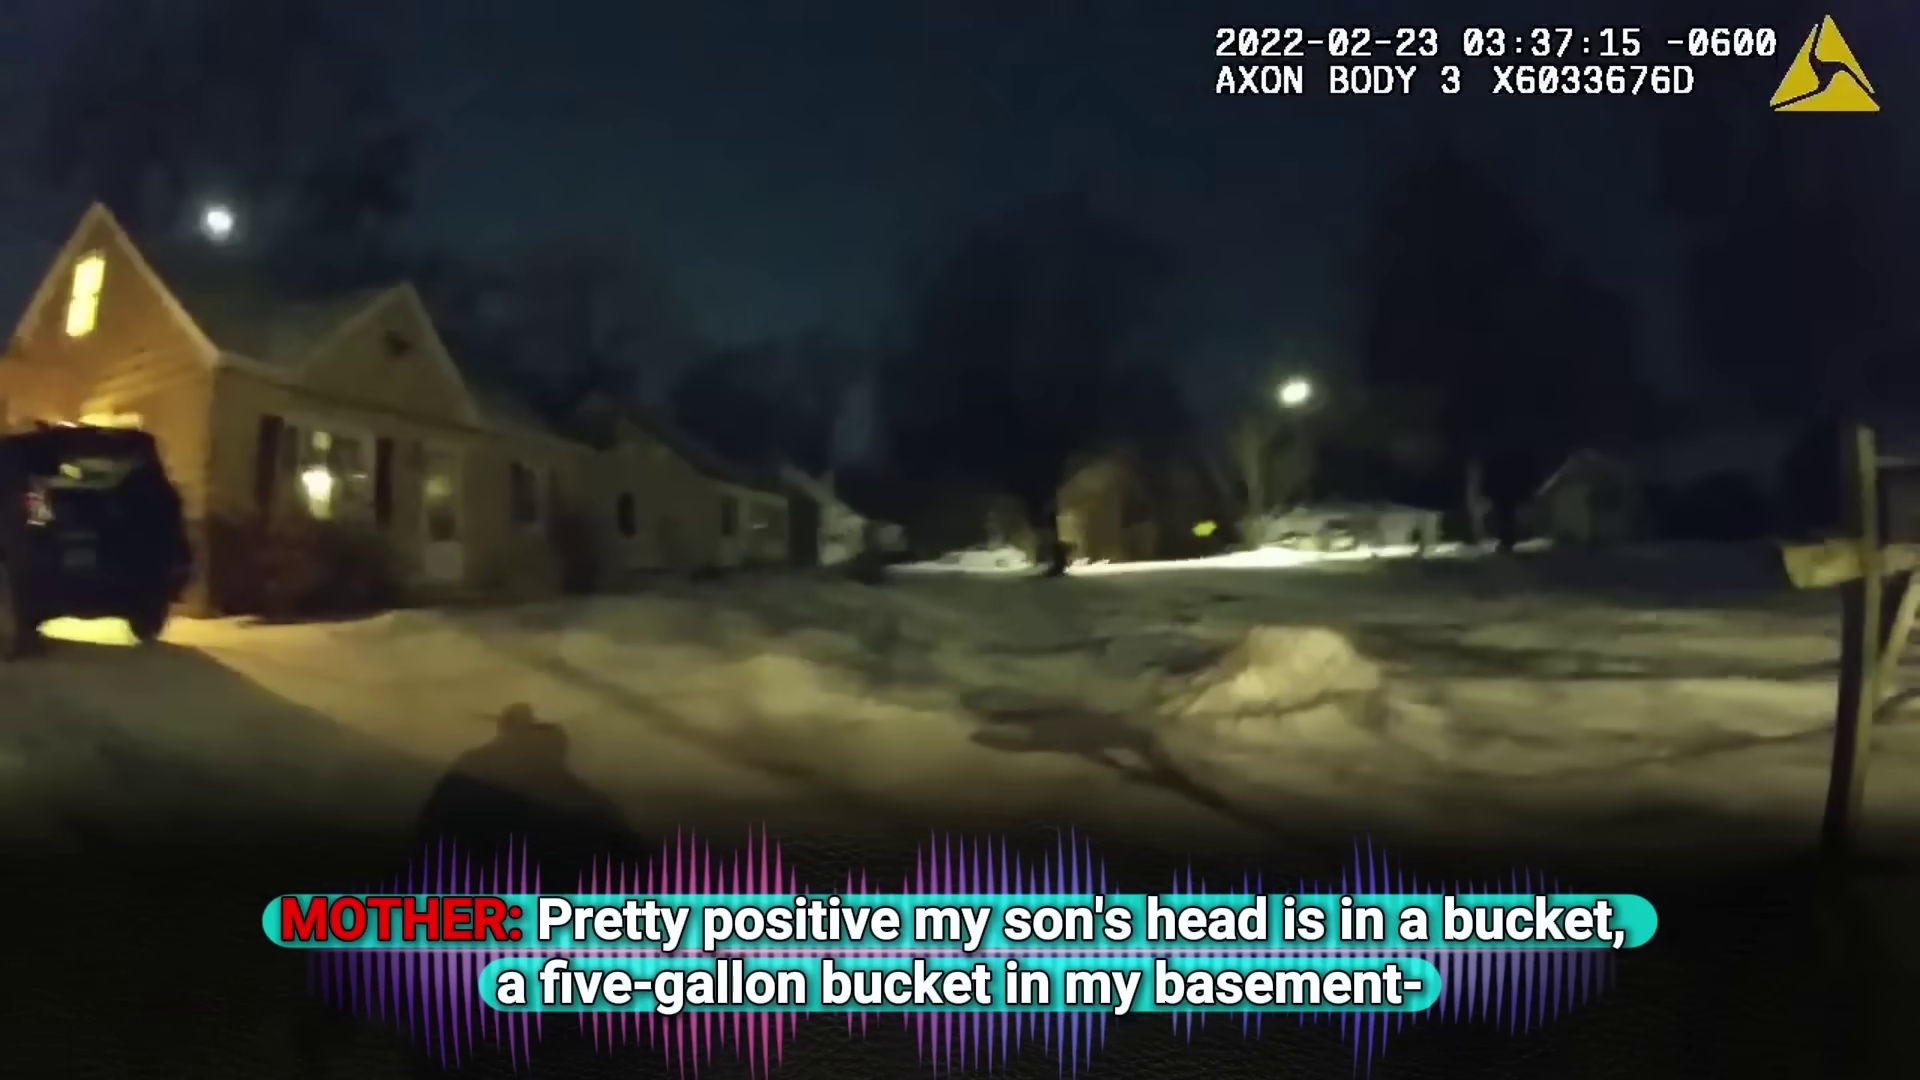 2022-02-23 03:37:15 -0600
AXON BODY 3 X6033676D
MOTHER: Pretty positive my son's head is in a bucket,
a five-gallon bucket in my basement-